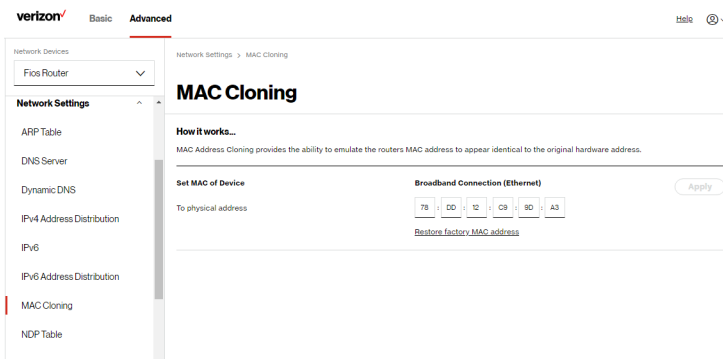 verizon
Basic
Advanced
Help
Network Devices
Fios Router
Network Settings
ARP Table
DNS Server
Dynamic DNS
IPv4 Address Distribution
IPv6
IPv6 Address Distribution
MAC Cloning
NDP Table
Network Settings > MAC Cloning
MAC Cloning
How it works...
MAC Address Cloning provides the ability to emulate the routers MAC address to appear identical to the original hardware address.
Set MAC of Device
Broadband Connection (Ethernet)
Apply
To physical address
78 : DD : 12 : C9 : 9D : A3
Restore factory MAC address